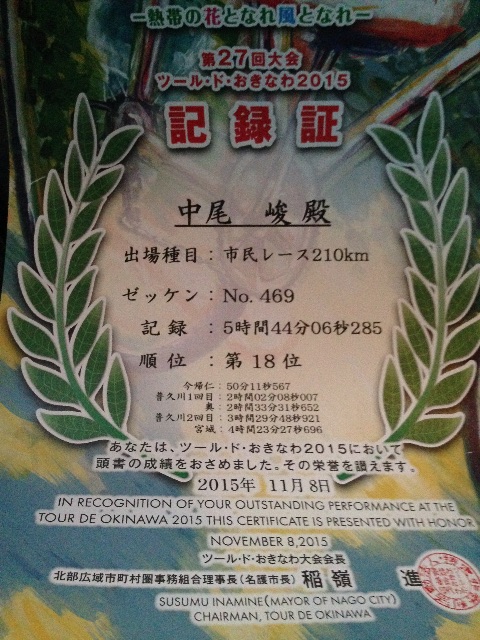 －熱帯の花となれ風となれ－
第27回大会
ツール・ド・おきなわ2015
記録証
中尾　峻殿
出場種目：市民レース210km
ゼッケン：No. 469
記録：5時間44分06秒285
順位：第18位
今帰仁：50分11秒567
普久川1回目：2時間02分08秒007
奥：2時間33分31秒652
普久川2回目：3時間29分48秒921
宮城：4時間23分27秒696
あなたは、ツール・ド・おきなわ2015において
頭書の成績をおさめました。その栄誉を讃えます。
2015年 11月8日
IN RECOGNITION OF YOUR OUTSTANDING PERFORMANCE AT THE
TOUR DE OKINAWA 2015 THIS CERTIFICATE IS PRESENTED WITH HONOR
NOVEMBER 8,2015
ツール・ド・おきなわ大会会長
北部広域市町村圏事務組合理事長(名護市長) 稲嶺　進
SUSUMU INAMINE(MAYOR OF NAGO CITY)
CHAIRMAN, TOUR DE OKINAWA